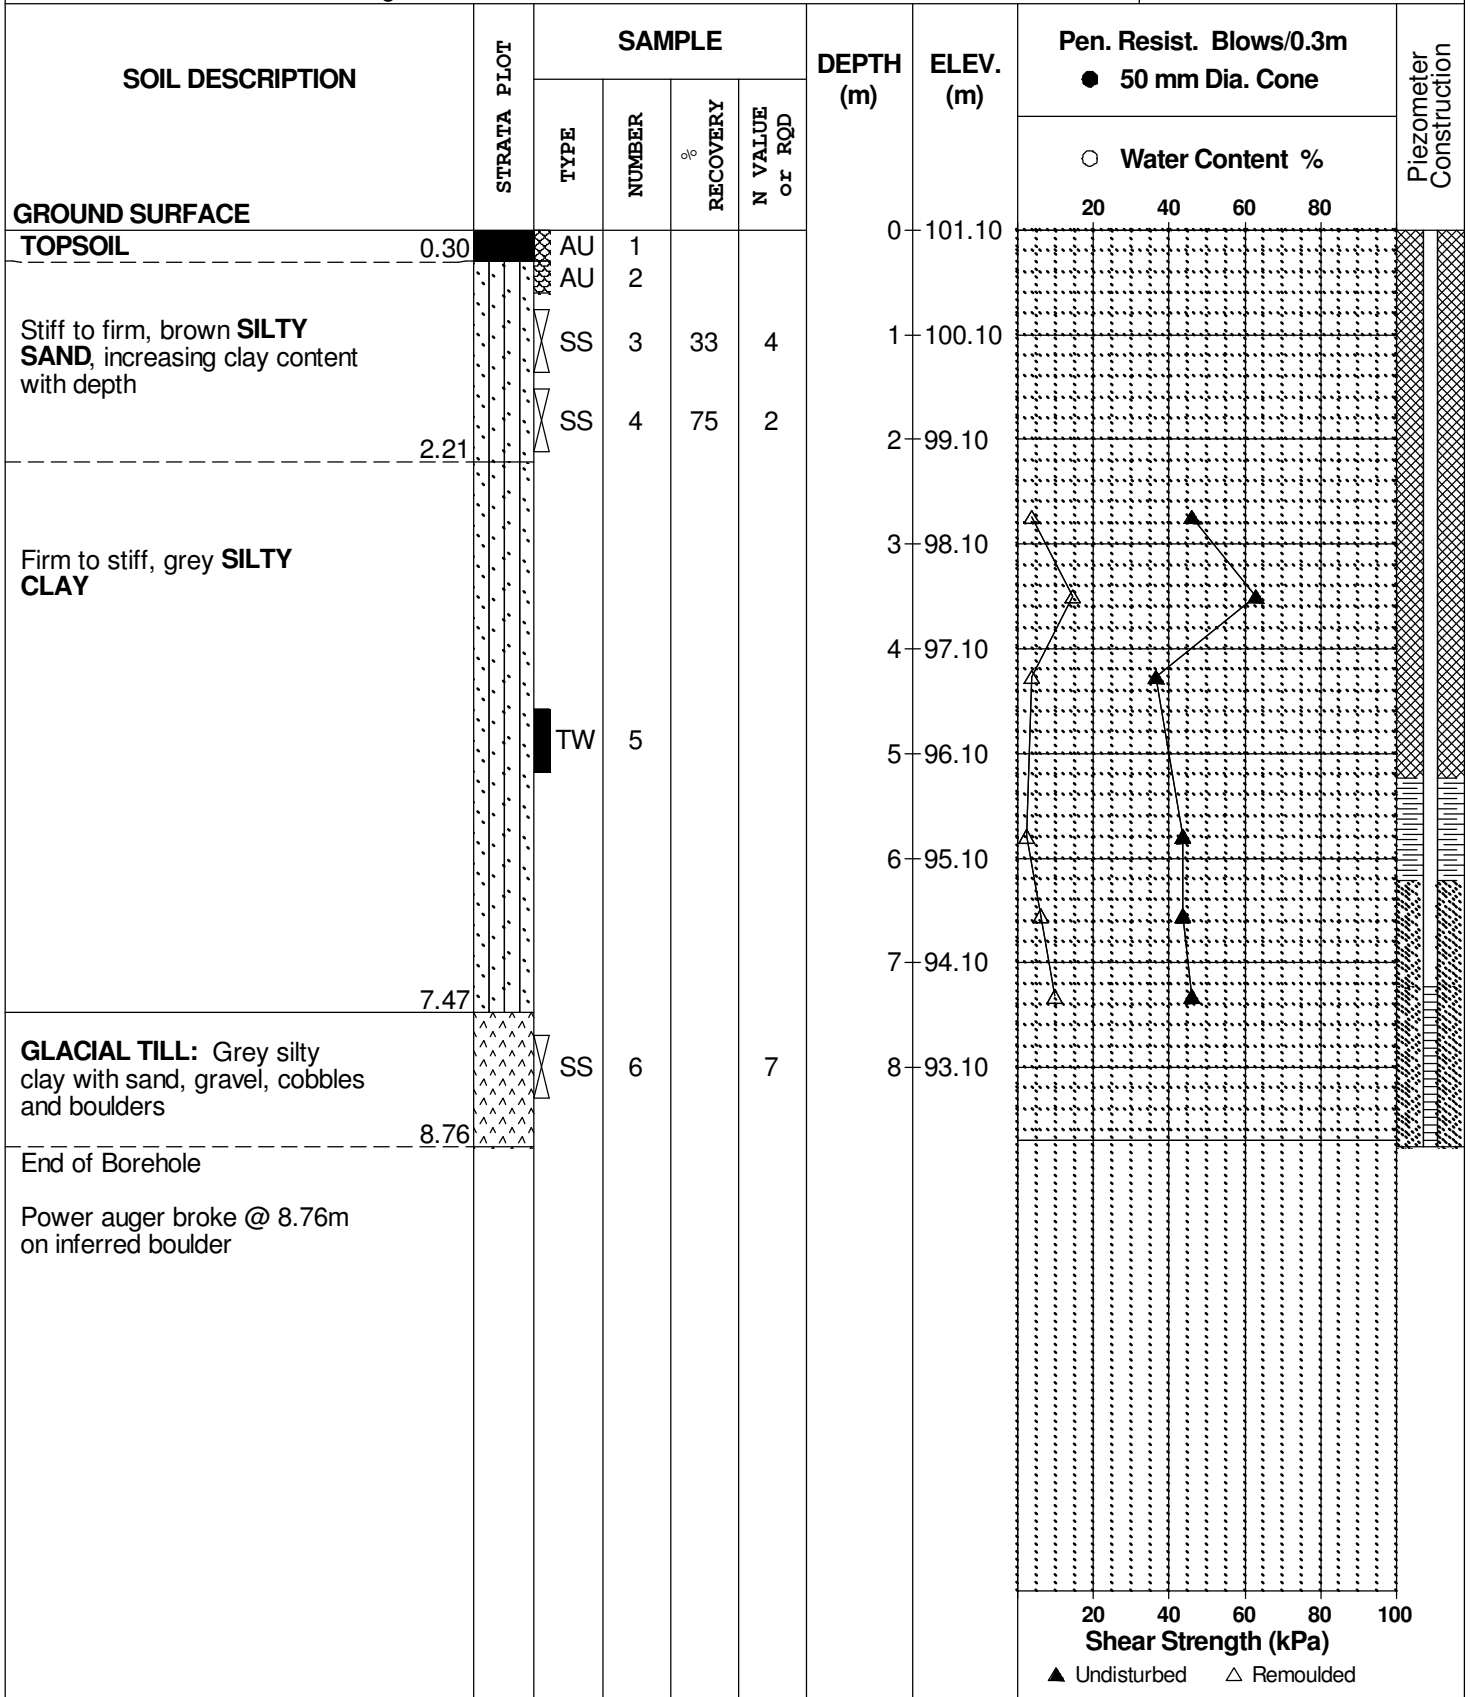 SOIL DESCRIPTION
STRATA PLOT
SAMPLE
TYPE
NUMBER
%
RECOVERY
N VALUE
or RQD
DEPTH
(m)
ELEV.
(m)
Pen. Resist. Blows/0.3m
● 50 mm Dia. Cone
○ Water Content %
20 40 60 80
Piezometer
Construction
GROUND SURFACE
0 101.10
TOPSOIL 0.30
AU 1
AU 2
Stiff to firm, brown SILTY
SAND, increasing clay content
with depth
SS 3 33 4
1 100.10
SS 4 75 2
2 99.10
2.21
Firm to stiff, grey SILTY
CLAY
3 98.10
4 97.10
TW 5
5 96.10
6 95.10
7 94.10
7.47
GLACIAL TILL: Grey silty
clay with sand, gravel, cobbles
and boulders
SS 6 7
8 93.10
8.76
End of Borehole
Power auger broke @ 8.76m
on inferred boulder
20 40 60 80 100
Shear Strength (kPa)
▲ Undisturbed △ Remoulded